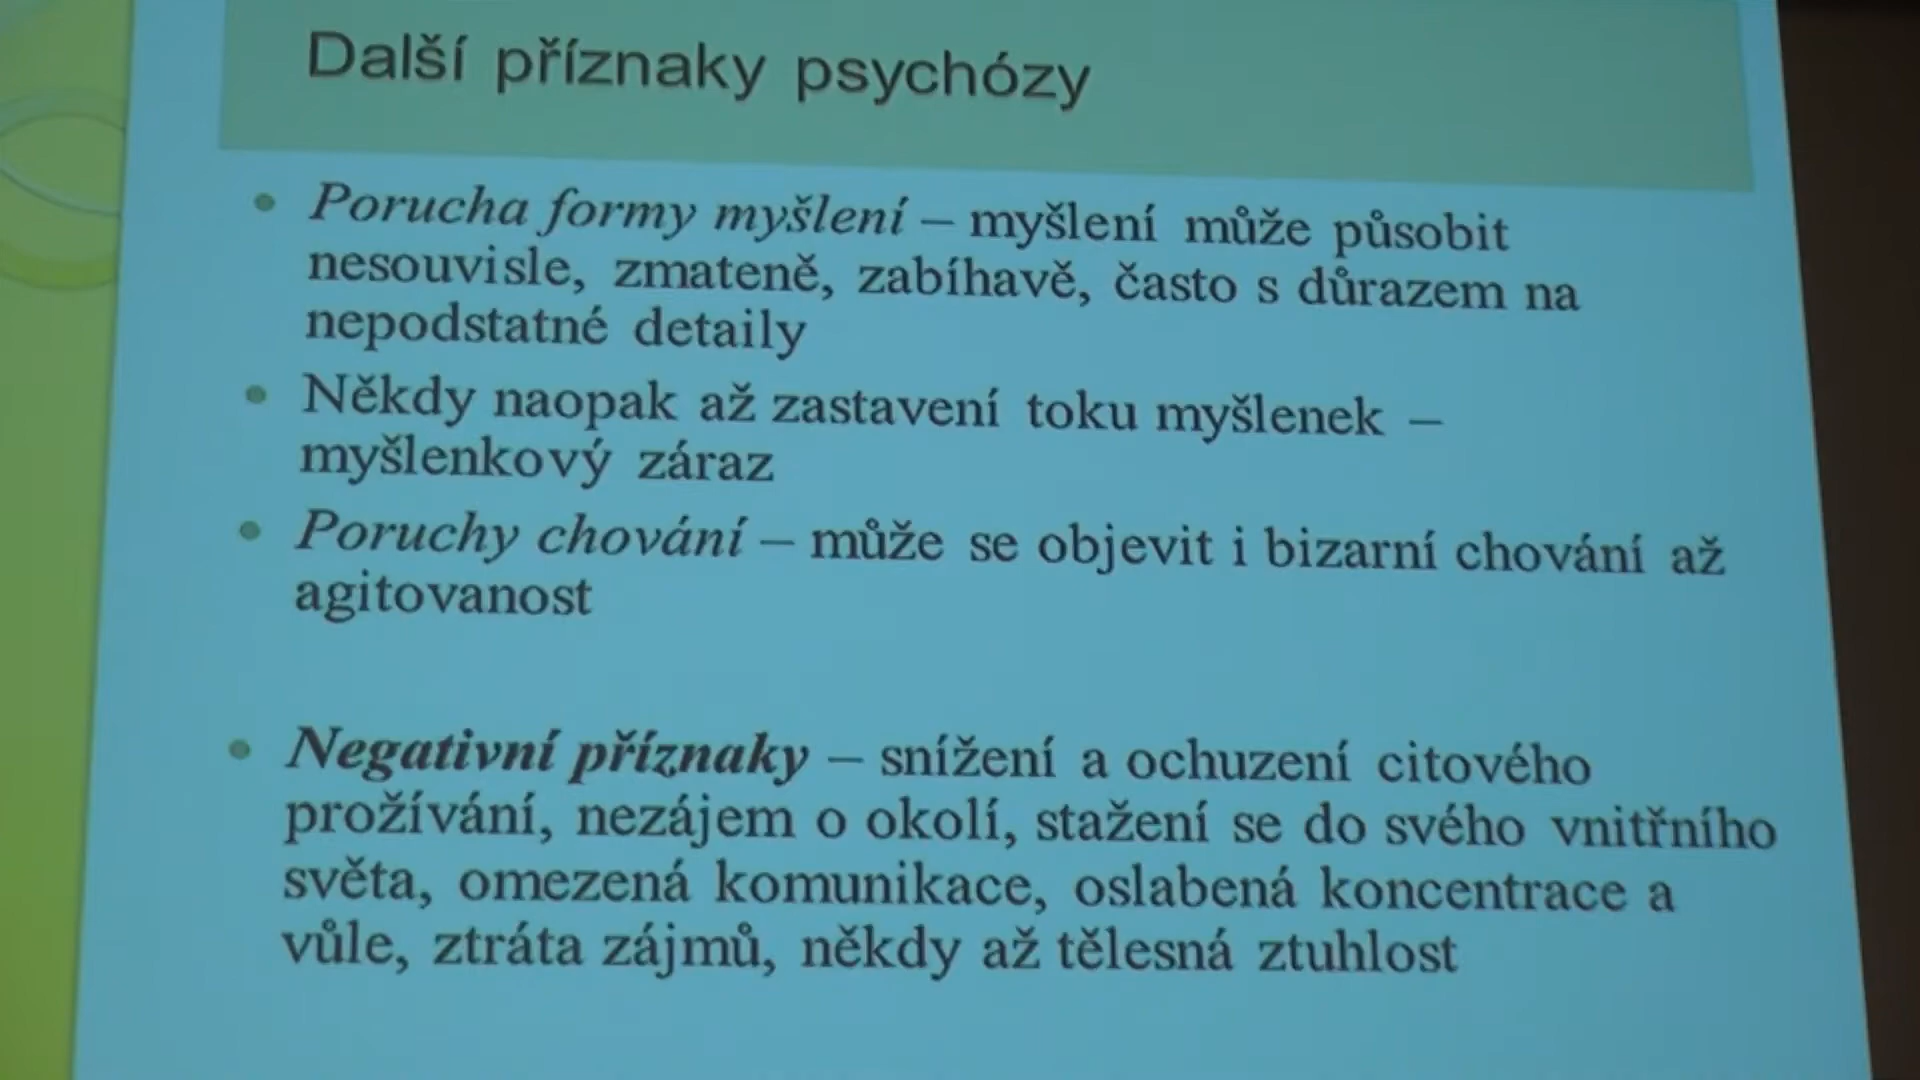 Další příznaky psychózy
• Porucha formy myšlení – myšlení může působit
nesouvisle, zmateně, zabíhavě, často s důrazem na
nepodstatné detaily
• Někdy naopak až zastavení toku myšlenek –
myšlenkový záraz
• Poruchy chování – může se objevit i bizarní chování až
agitovanost
• Negativní příznaky – snížení a ochuzení citového
prožívání, nezájem o okolí, stažení se do svého vnitřního
světa, omezená komunikace, oslabená koncentrace a
vůle, ztráta zájmů, někdy až tělesná ztuhlost